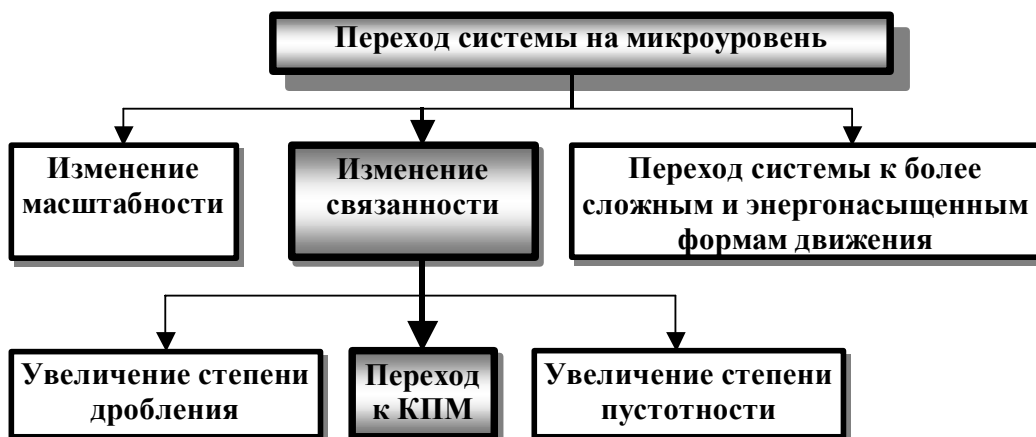 Переход системы на микроуровень
Изменение
масштабности
Изменение
связанности
Переход системы к более
сложным и энергонасыщенным
формам движения
Увеличение степени
дробления
Переход
к КПМ
Увеличение степени
пустотности